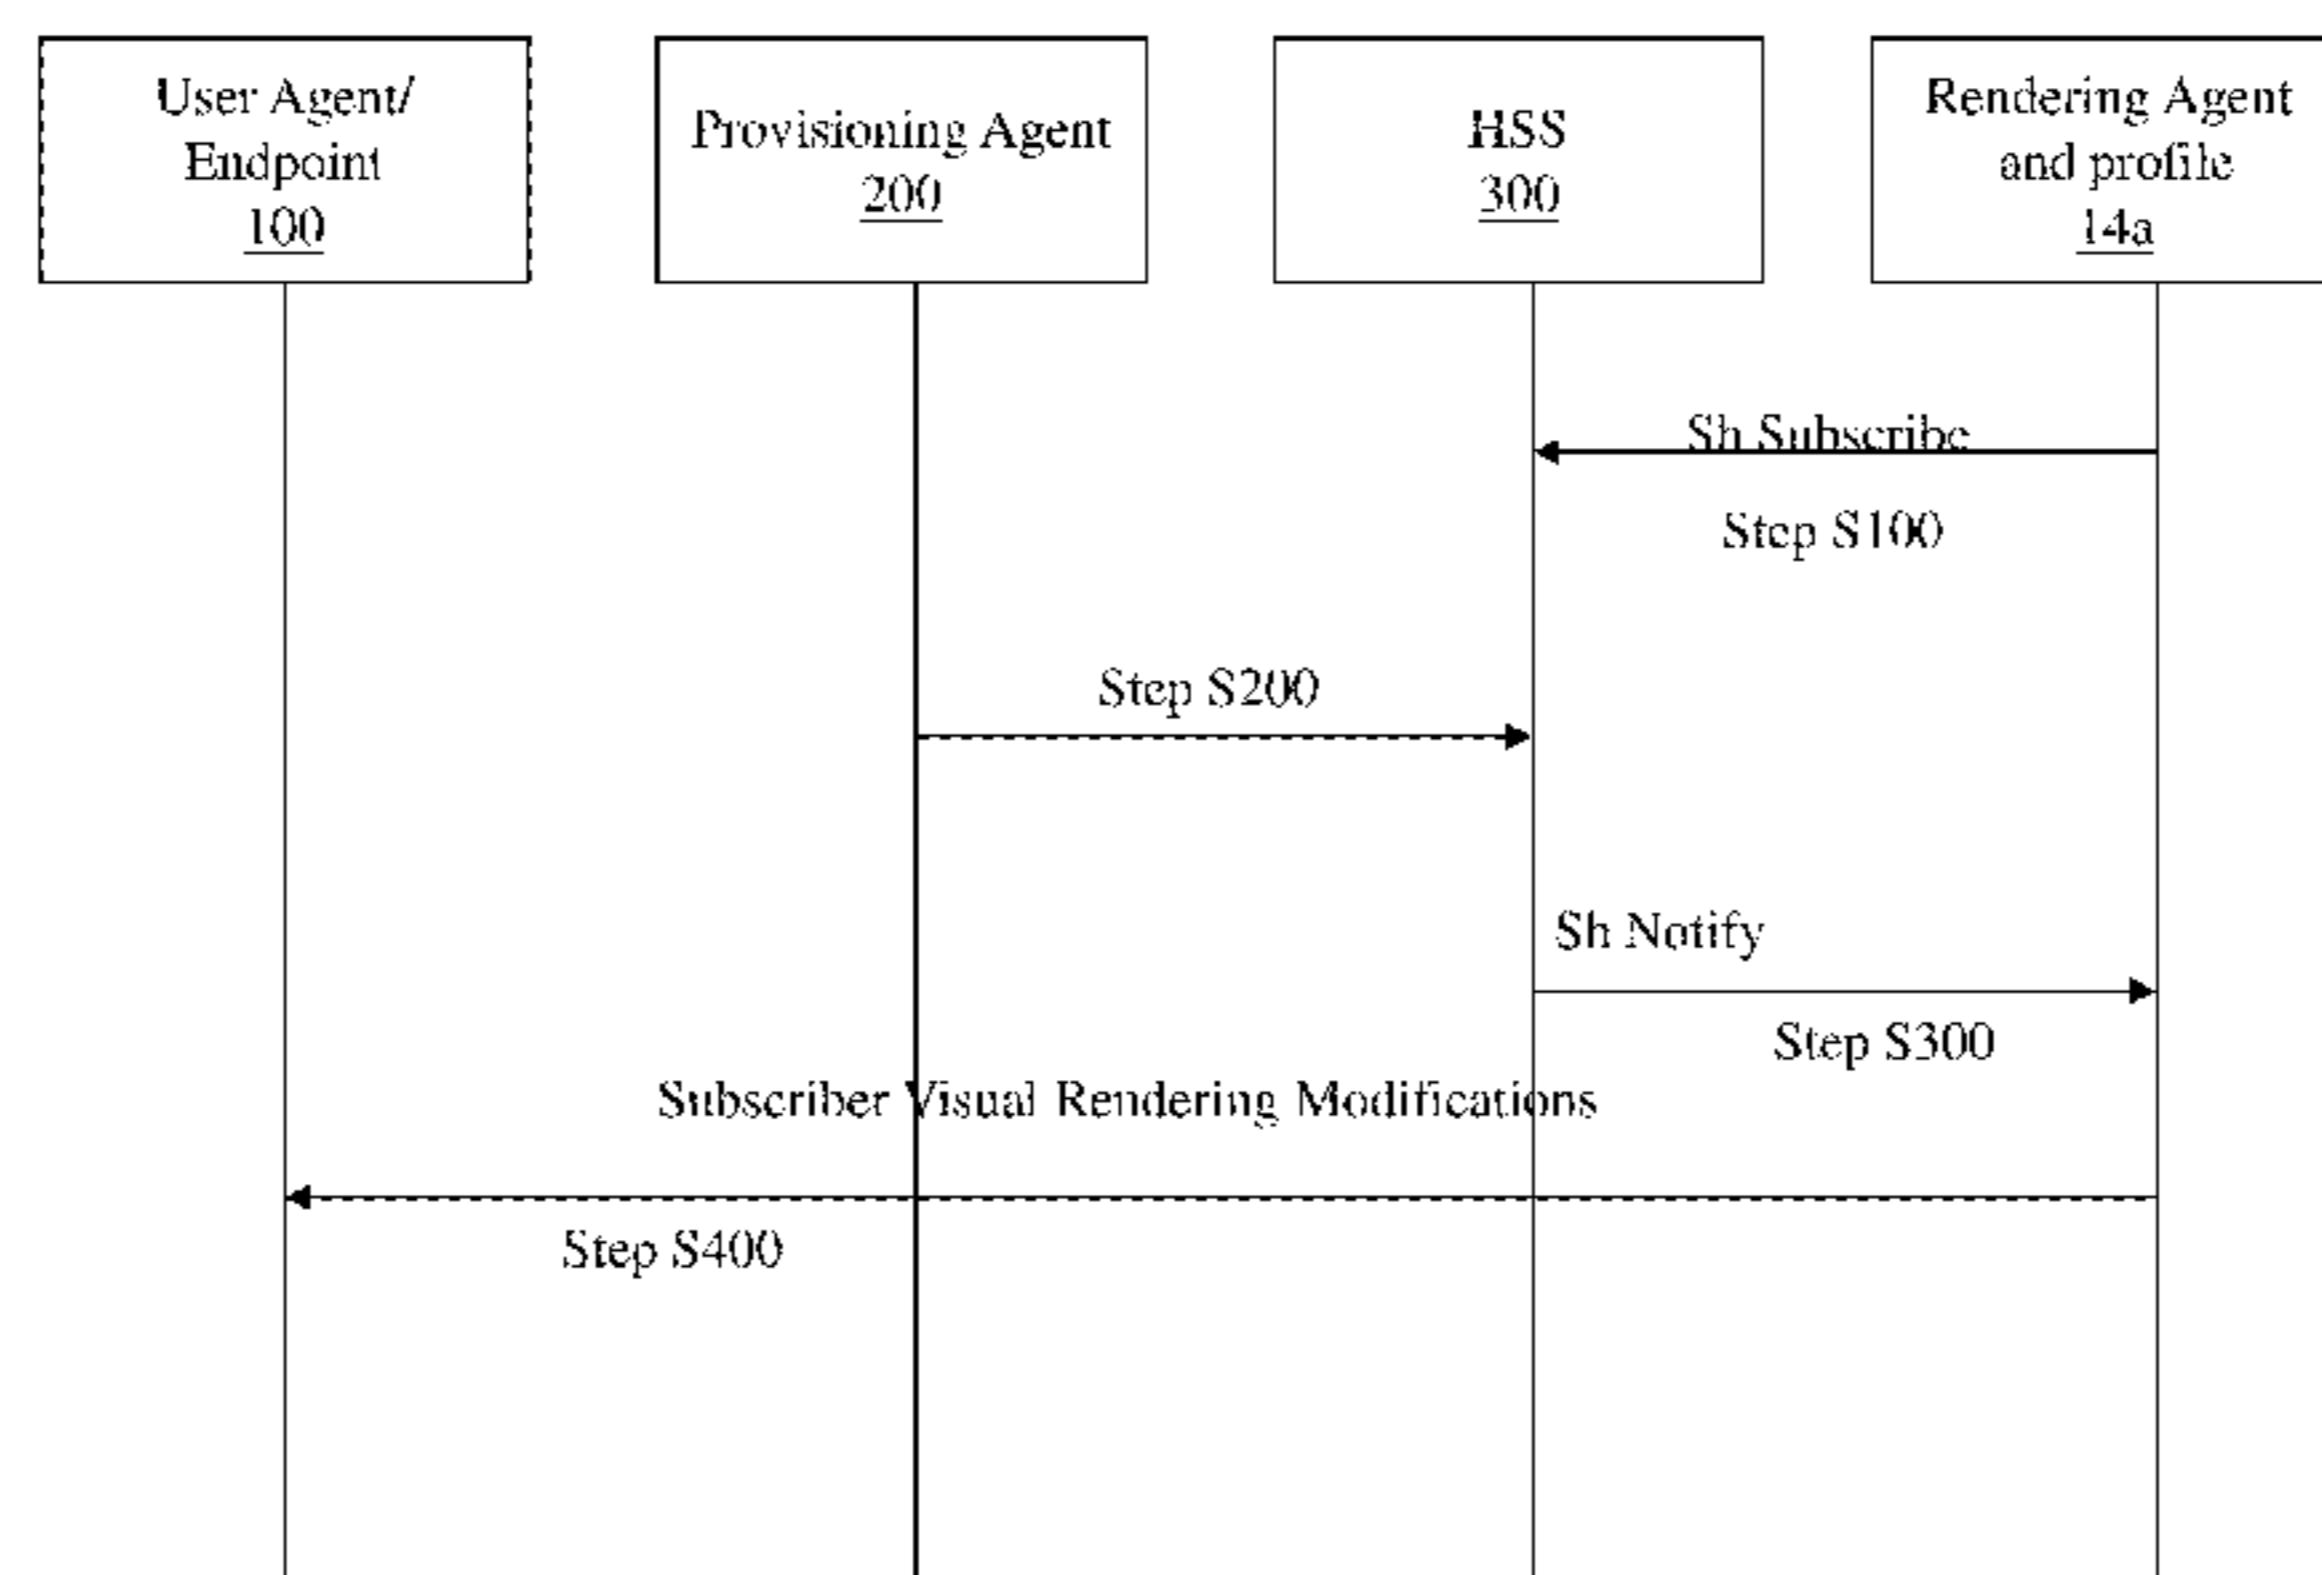 User Agent/
Endpoint
100
Provisioning Agent
200
HSS
300
Rendering Agent
and profile
14a
Sh Subscribe
Step S100
Step S200
Sh Notify
Step S300
Subscriber Visual Rendering Modifications
Step S400